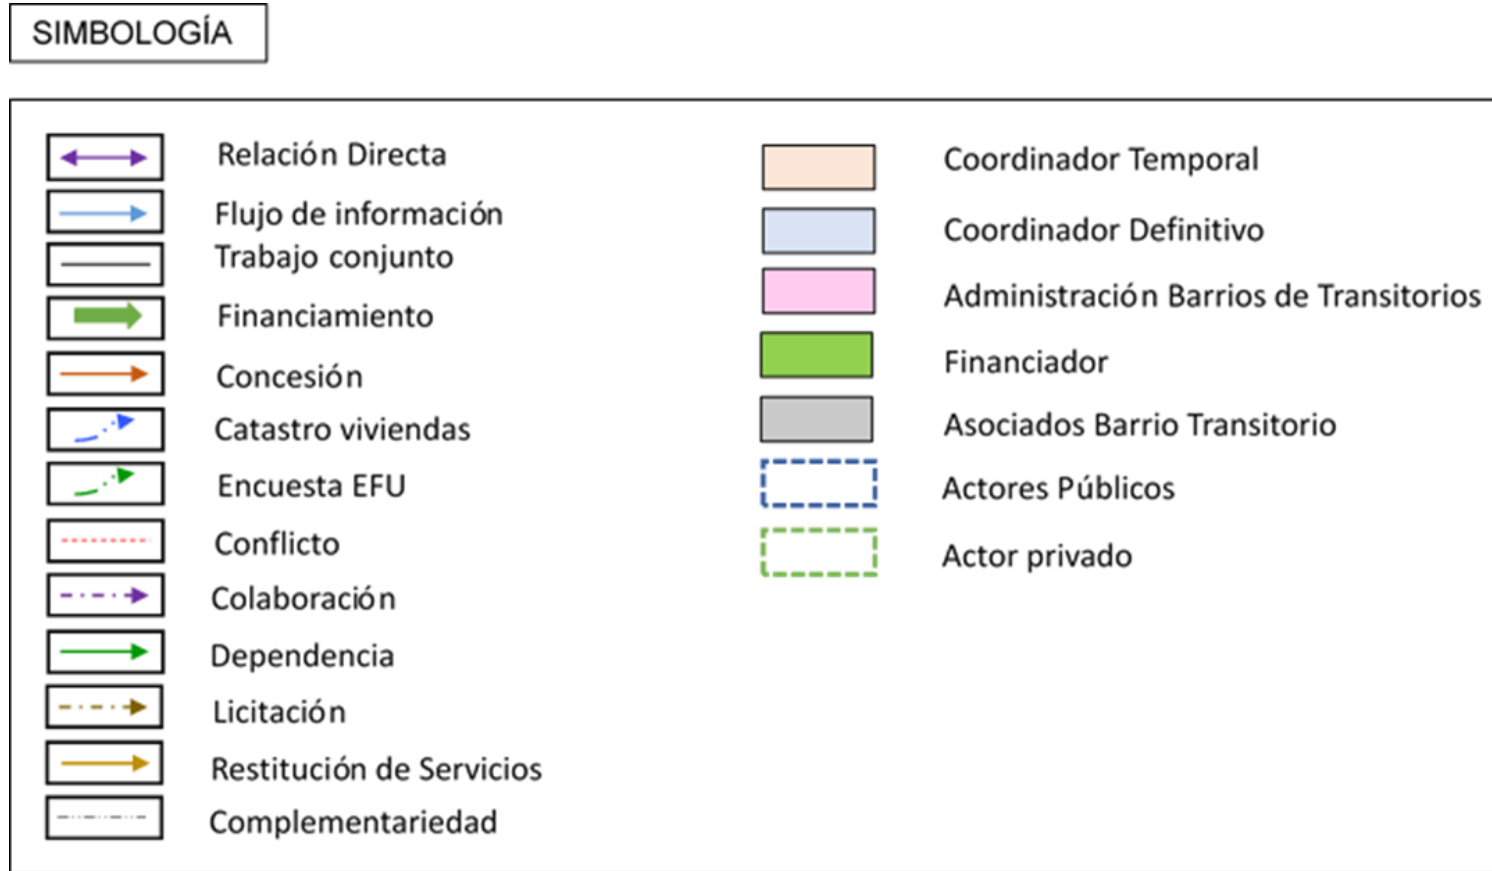 SIMBOLOGÍA
Relación Directa
Flujo de información
Trabajo conjunto
Financiamiento
Concesión
Catastro viviendas
Encuesta EFU
Conflicto
Colaboración
Dependencia
Licitación
Restitución de Servicios
Complementariedad
Coordinador Temporal
Coordinador Definitivo
Administración Barrios de Transitorios
Financiador
Asociados Barrio Transitorio
Actores Públicos
Actor privado